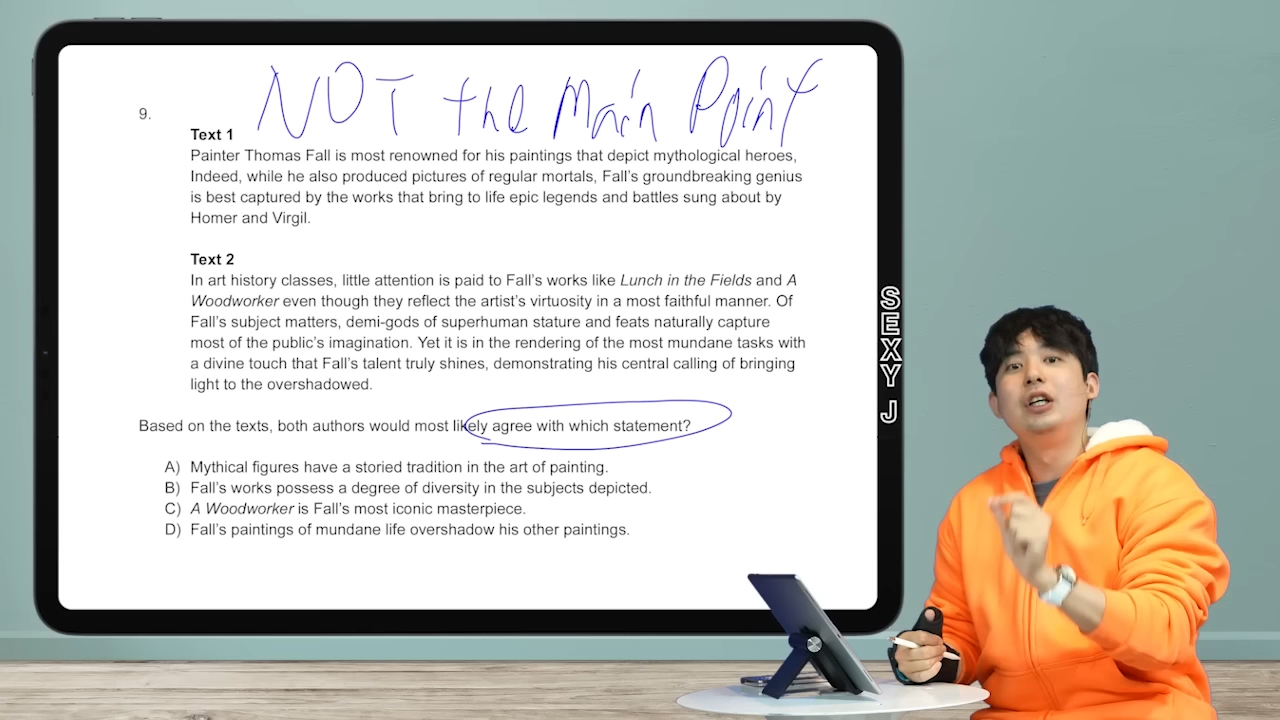 NOT the Main Point
9.
Text 1
Painter Thomas Fall is most renowned for his paintings that depict mythological heroes,
Indeed, while he also produced pictures of regular mortals, Fall's groundbreaking genius
is best captured by the works that bring to life epic legends and battles sung about by
Homer and Virgil.
Text 2
In art history classes, little attention is paid to Fall's works like Lunch in the Fields and A
Woodworker even though they reflect the artist's virtuosity in a most faithful manner. Of
Fall's subject matters, demi-gods of superhuman stature and feats naturally capture
most of the public's imagination. Yet it is in the rendering of the most mundane tasks with
a divine touch that Fall's talent truly shines, demonstrating his central calling of bringing
light to the overshadowed.
Based on the texts, both authors would most likely agree with which statement?
A) Mythical figures have a storied tradition in the art of painting.
B) Fall's works possess a degree of diversity in the subjects depicted.
C) A Woodworker is Fall's most iconic masterpiece.
D) Fall's paintings of mundane life overshadow his other paintings.
SEXY J